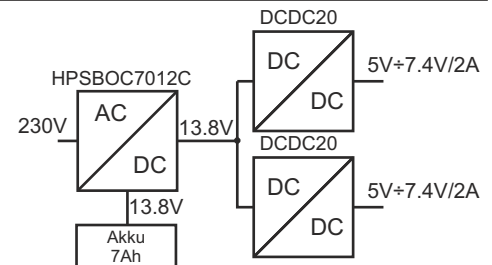 DCDC20
DC
DC
5V÷7.4V/2A
HPSBOC7012C
230V
AC
DC
13.8V
DCDC20
DC
DC
5V÷7.4V/2A
13.8V
Akku
7Ah